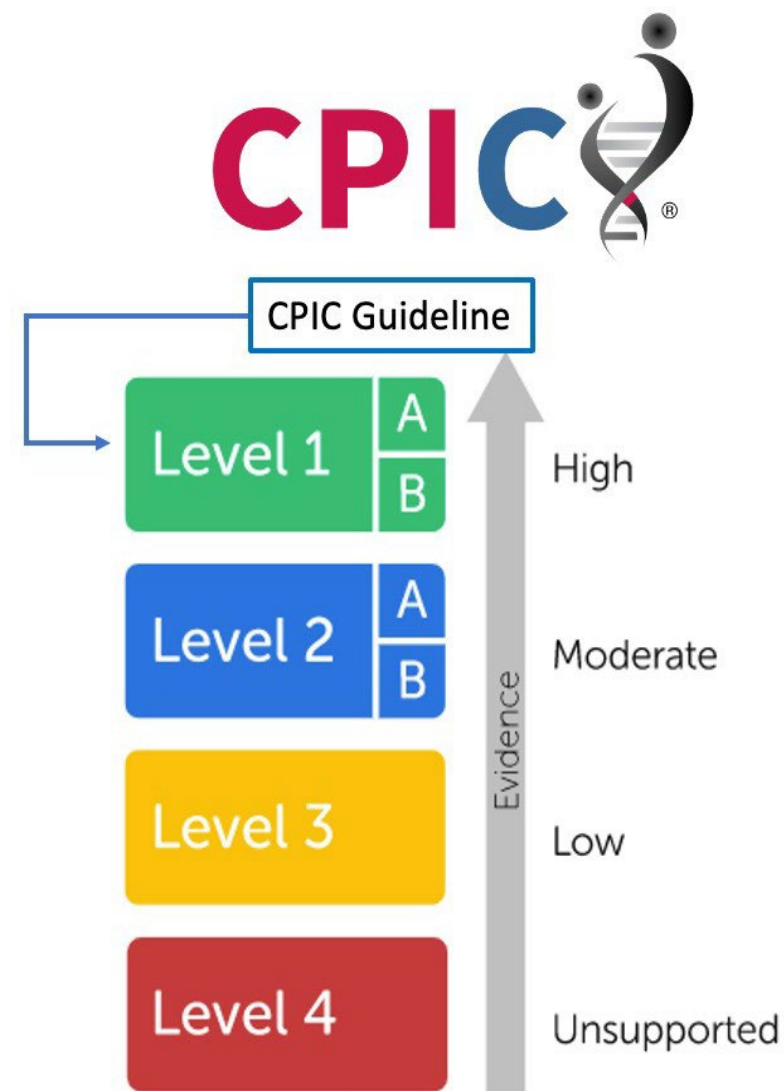 CPIC
®
CPIC Guideline
Level 1
A
B
High
Level 2
A
B
Moderate
Evidence
Level 3
Low
Level 4
Unsupported